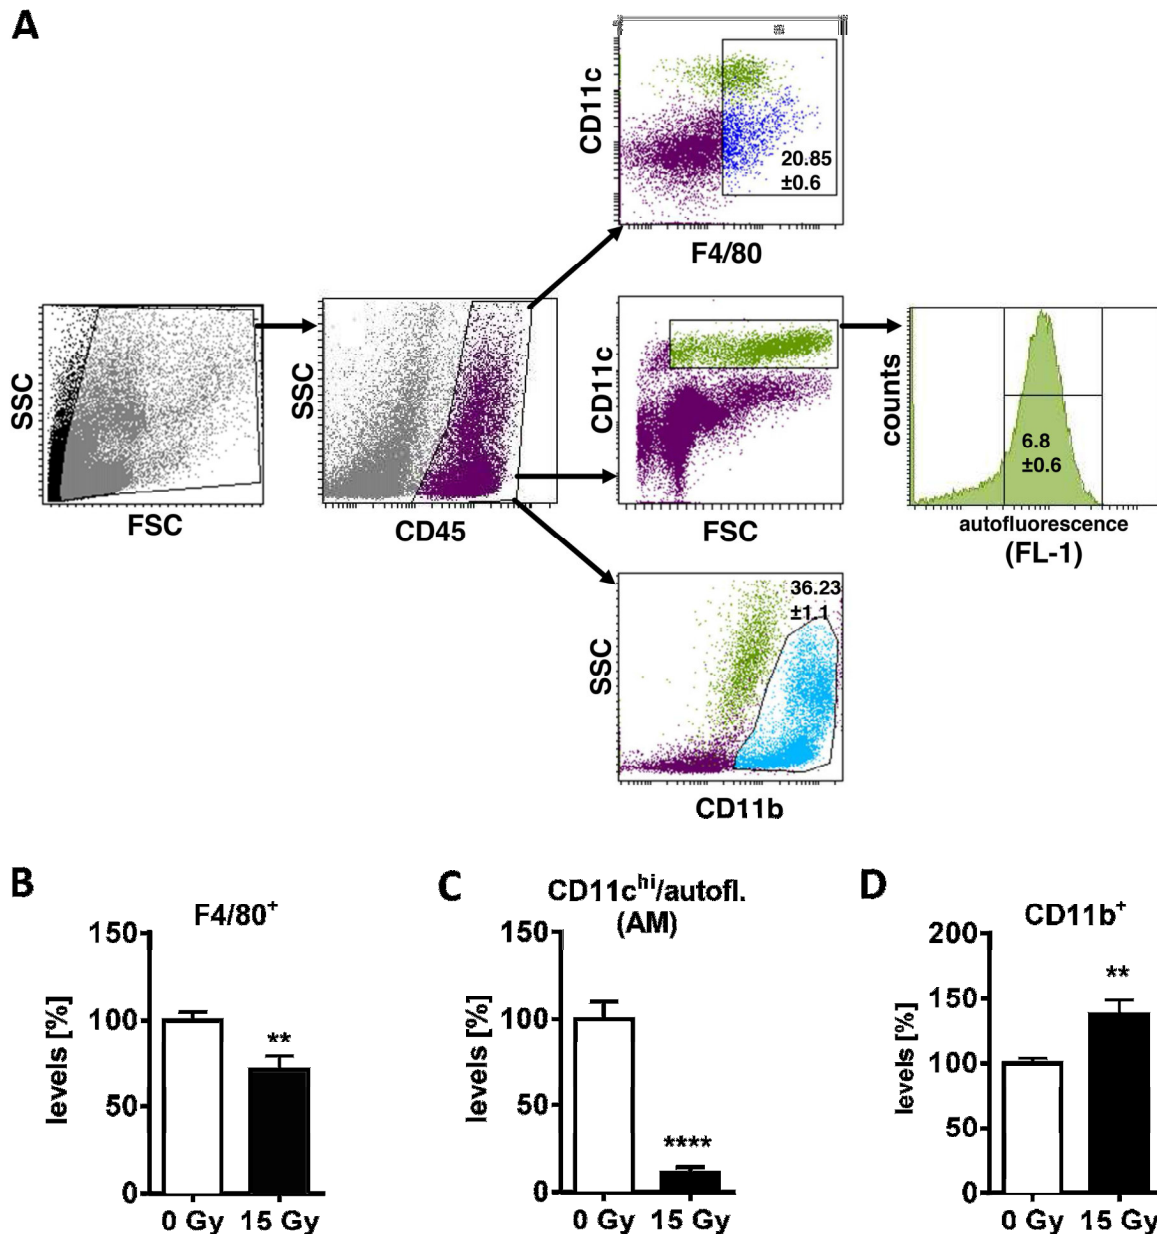 A
CD11c
20.85
±0.6
F4/80
SSC
FSC
SSC
CD45
CD11c
FSC
counts
6.8
±0.6
autofluorescence
(FL-1)
36.23
±1.1
SSC
CD11b
B
F4/80⁺
levels [%]
150
100
50
0
0 Gy
15 Gy
**
C
CD11cʰⁱ/autofl.
(AM)
levels [%]
150
100
50
0
0 Gy
15 Gy
****
D
CD11b⁺
levels [%]
200
150
100
50
0
0 Gy
15 Gy
**